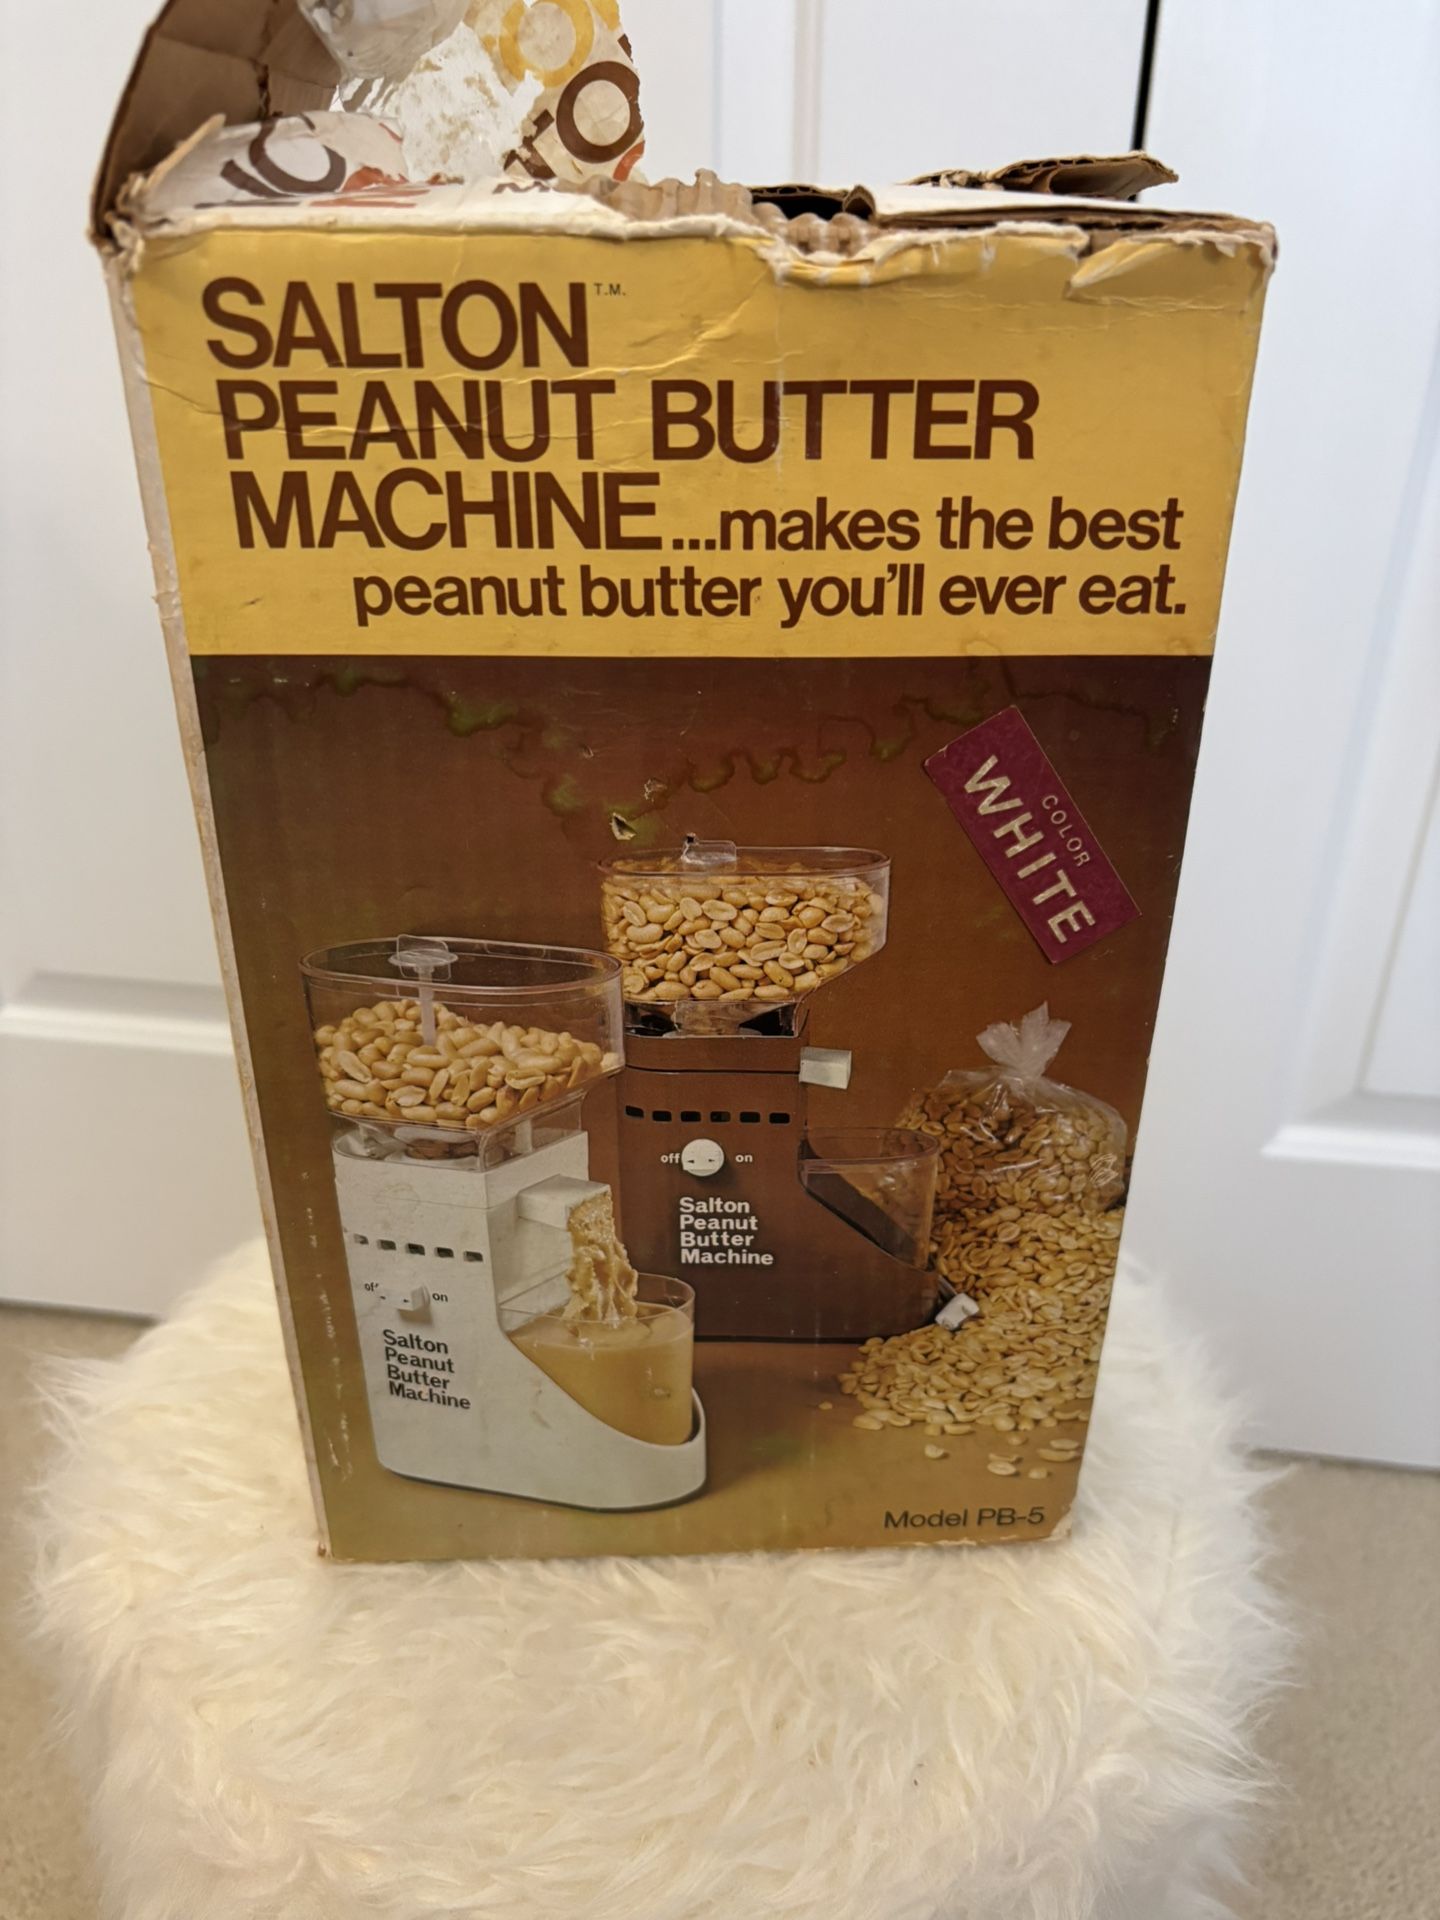 SALTON T.M.
PEANUT BUTTER
MACHINE...makes the best
peanut butter you'll ever eat.
COLOR
WHITE
off on
Salton
Peanut
Butter
Machine
off on
Salton
Peanut
Butter
Machine
Model PB-5